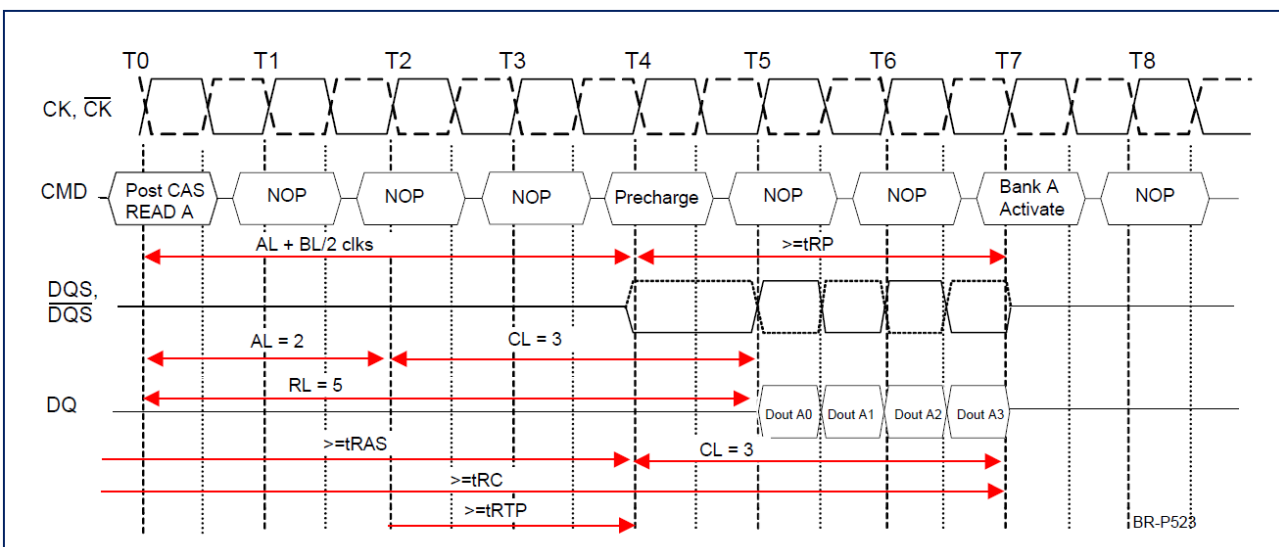 T0 T1 T2 T3 T4 T5 T6 T7 T8
CK, CK
CMD
Post CAS
READ A
NOP
NOP
NOP
Precharge
NOP
NOP
Bank A
Activate
NOP
AL + BL/2 clks
>=tRP
DQS,
DQS
AL = 2
CL = 3
RL = 5
DQ
Dout A0
Dout A1
Dout A2
Dout A3
>=tRAS
CL = 3
>=tRC
>=tRTP
BR-P523